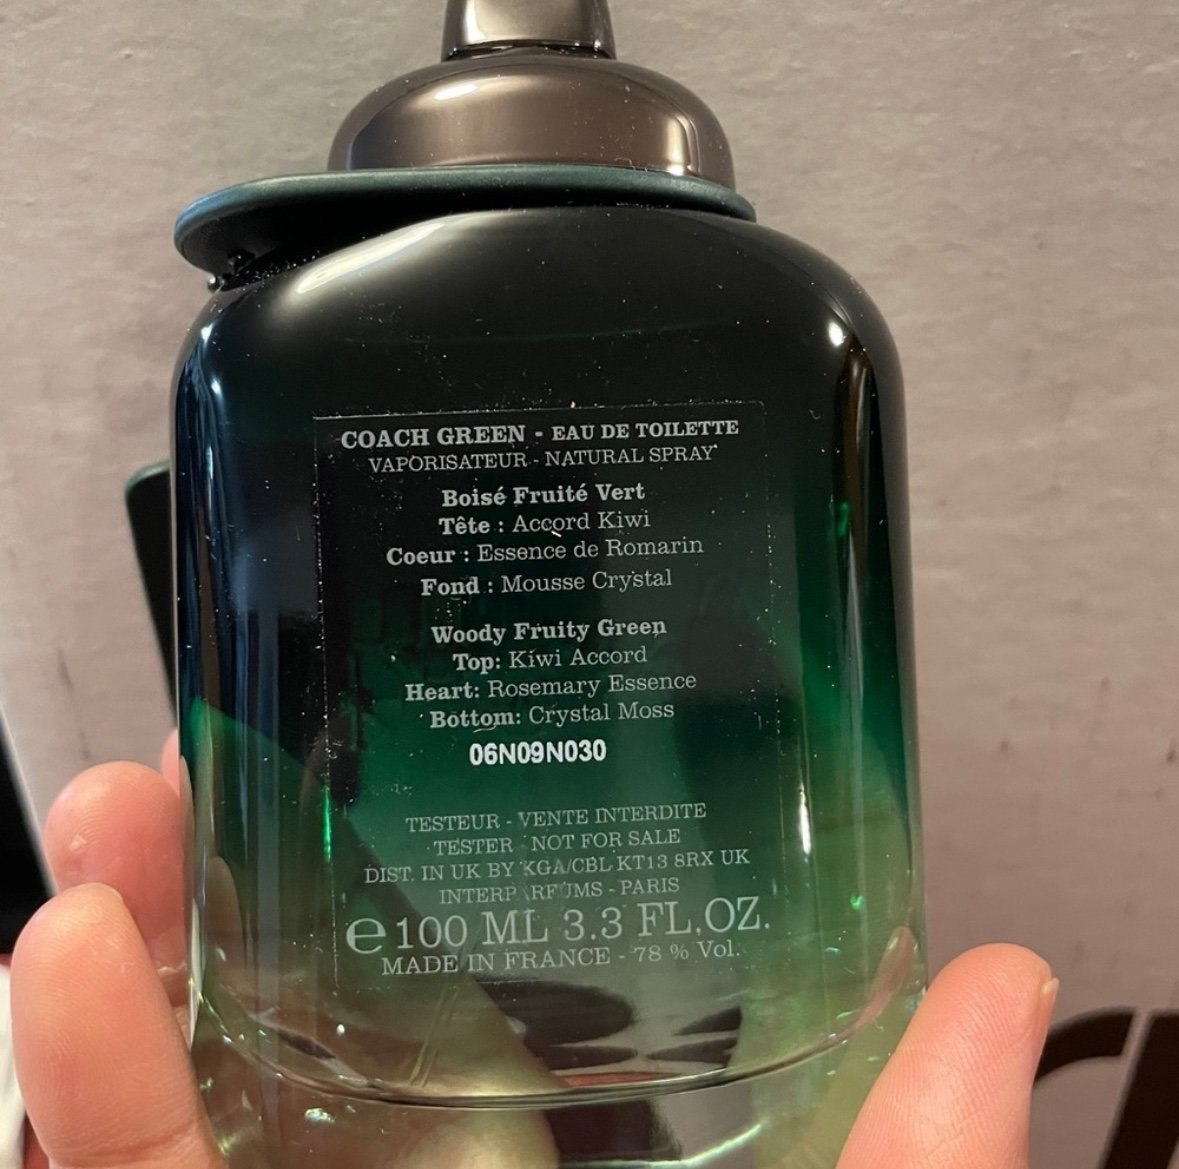 COACH GREEN - EAU DE TOILETTE
VAPORISATEUR - NATURAL SPRAY
Boisé Fruité Vert
Tête : Accord Kiwi
Coeur : Essence de Romarin
Fond : Mousse Crystal
Woody Fruity Green
Top: Kiwi Accord
Heart: Rosemary Essence
Bottom: Crystal Moss
06N09N030
TESTEUR - VENTE INTERDITE
TESTER - NOT FOR SALE
DIST. IN UK BY KGA/CBL KT13 8RX UK
INTERPARFUMS - PARIS
℮ 100 ML 3.3 FL.OZ.
MADE IN FRANCE - 78 % Vol.